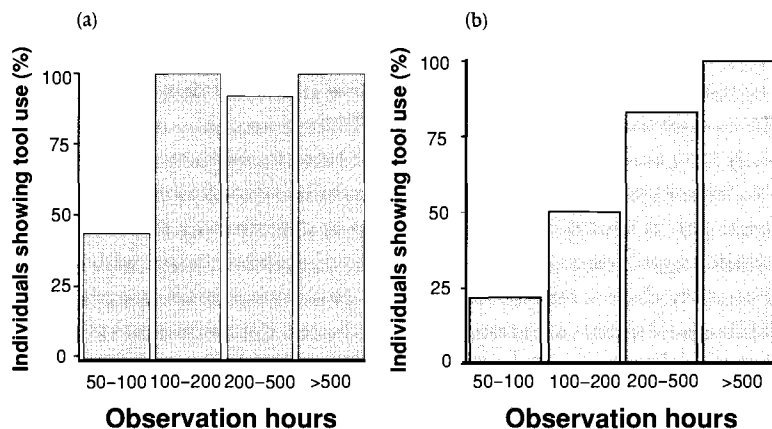 (a)
Individuals showing tool use (%)
100
75
50
25
0
50–100 100–200 200–500 >500
Observation hours
(b)
Individuals showing tool use (%)
100
75
50
25
0
50–100 100–200 200–500 >500
Observation hours